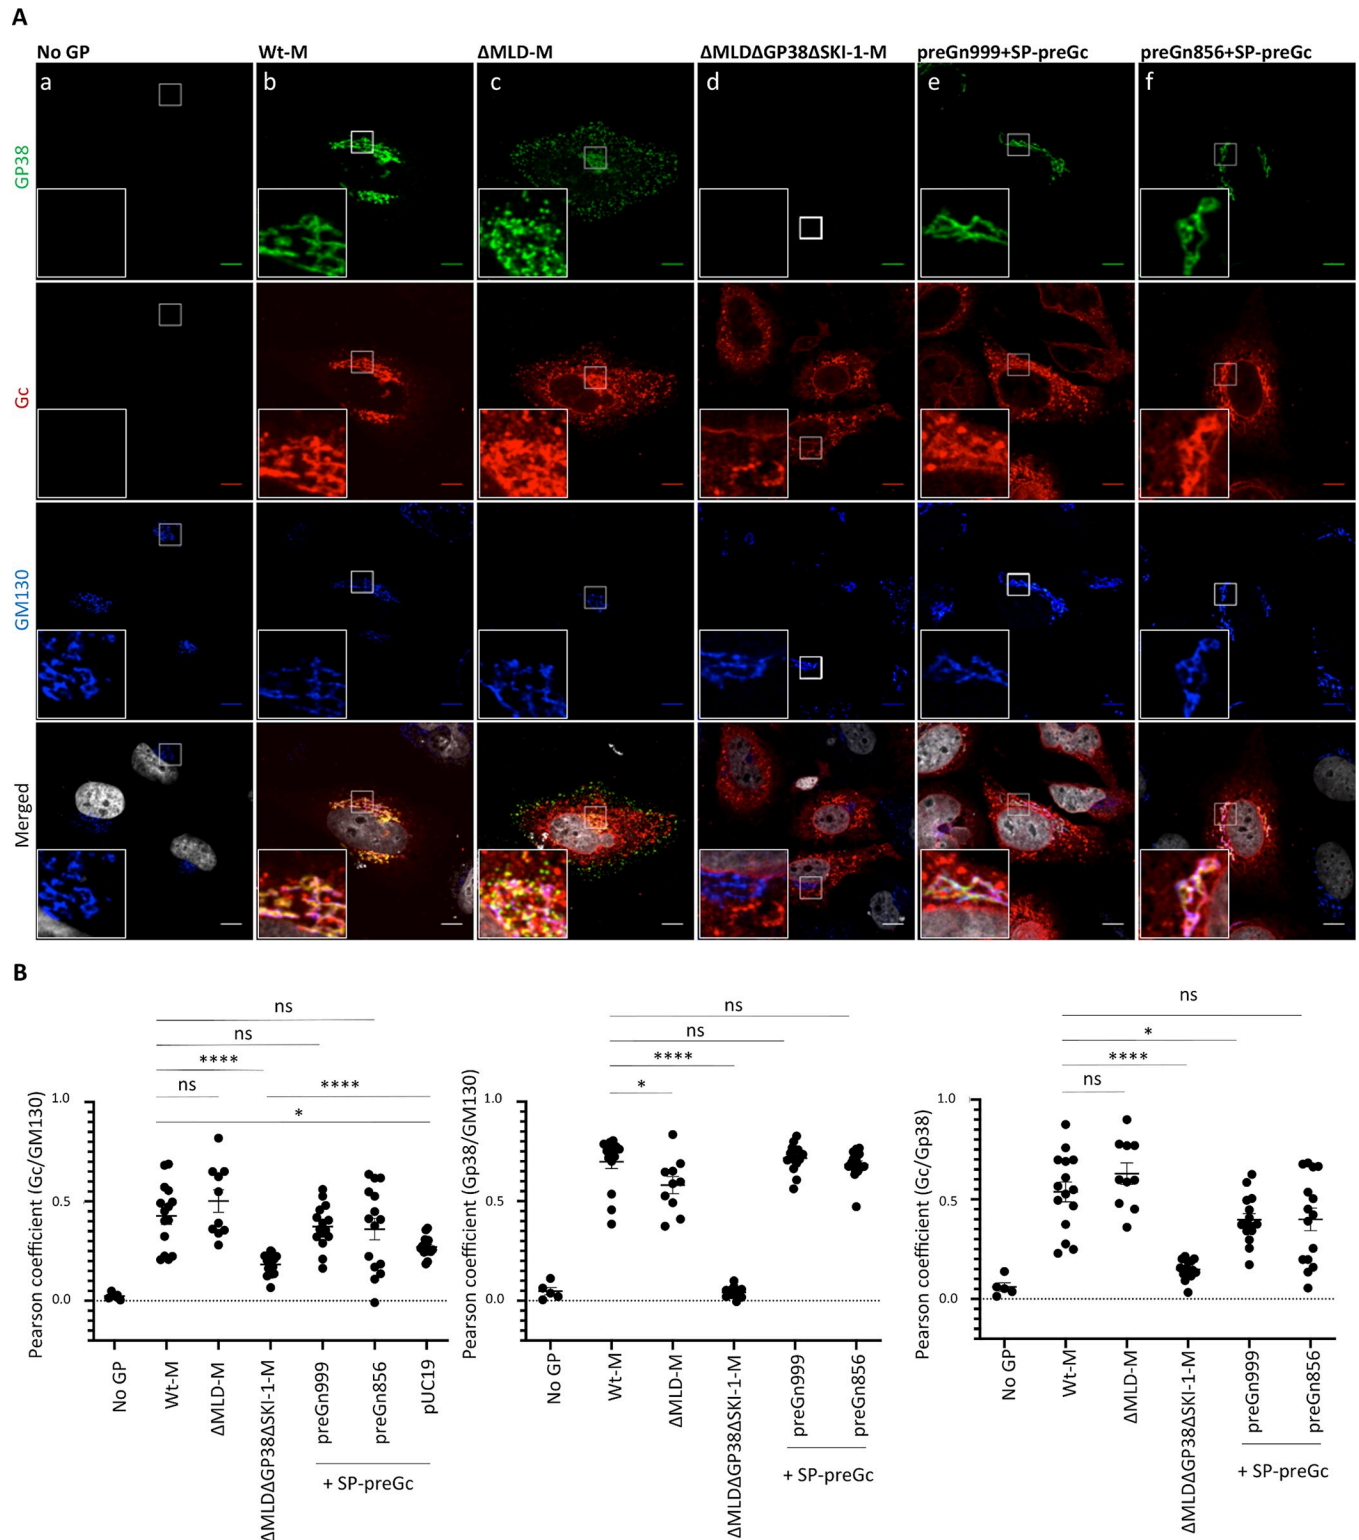 A
No GP
Wt-M
ΔMLD-M
ΔMLDΔGP38ΔSKI-1-M
preGn999+SP-preGc
preGn856+SP-preGc
a
b
c
d
e
f
GP38
Gc
GM130
Merged
B
ns
ns
****
ns
****
*
1.0
0.5
0.0
Pearson coefficient (Gc/GM130)
No GP
Wt-M
ΔMLD-M
ΔMLDΔGP38ΔSKI-1-M
preGn999
preGn856
pUC19
+ SP-preGc
ns
ns
****
*
1.0
0.5
0.0
Pearson coefficient (Gp38/GM130)
No GP
Wt-M
ΔMLD-M
ΔMLDΔGP38ΔSKI-1-M
preGn999
preGn856
+ SP-preGc
ns
*
****
ns
1.0
0.5
0.0
Pearson coefficient (Gc/Gp38)
No GP
Wt-M
ΔMLD-M
ΔMLDΔGP38ΔSKI-1-M
preGn999
preGn856
+ SP-preGc